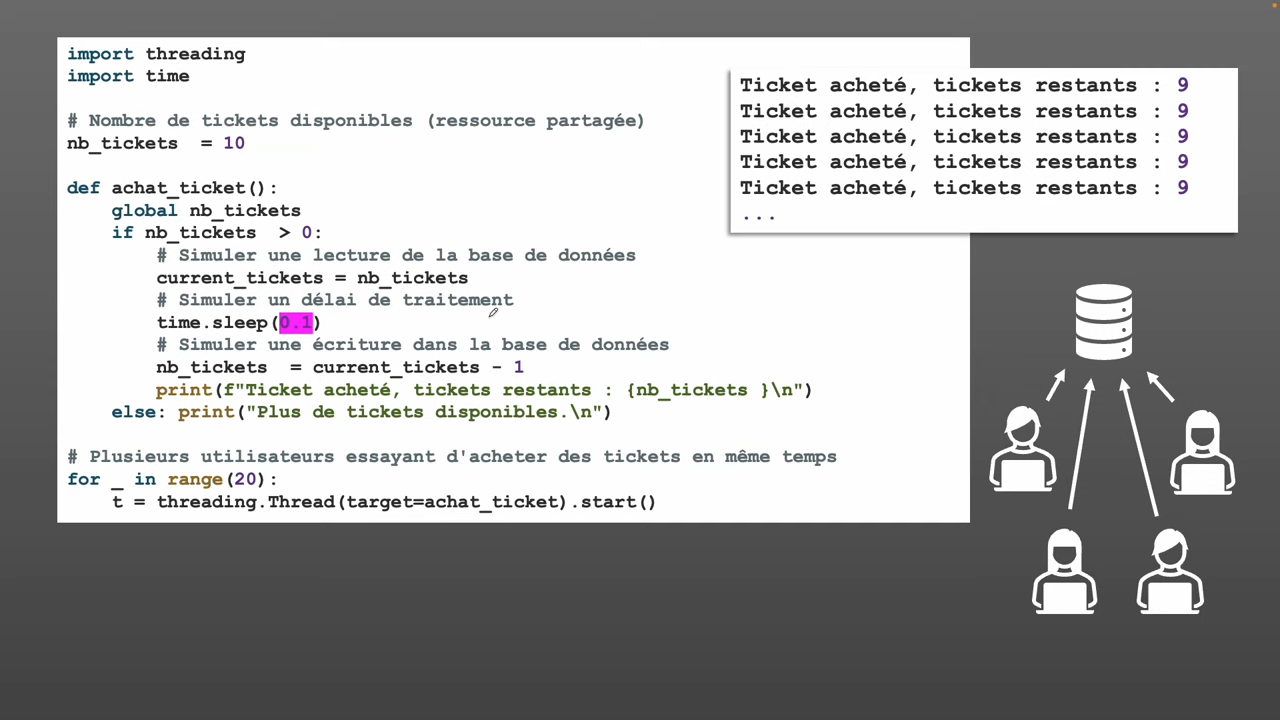 import threading
import time
# Nombre de tickets disponibles (ressource partagée)
nb_tickets  = 10
def achat_ticket():
    global nb_tickets
    if nb_tickets  > 0:
        # Simuler une lecture de la base de données
        current_tickets = nb_tickets
        # Simuler un délai de traitement
        time.sleep(0.1)
        # Simuler une écriture dans la base de données
        nb_tickets  = current_tickets - 1
        print(f"Ticket acheté, tickets restants : {nb_tickets }\n")
    else: print("Plus de tickets disponibles.\n")
# Plusieurs utilisateurs essayant d'acheter des tickets en même temps
for _ in range(20):
    t = threading.Thread(target=achat_ticket).start()
Ticket acheté, tickets restants : 9
Ticket acheté, tickets restants : 9
Ticket acheté, tickets restants : 9
Ticket acheté, tickets restants : 9
Ticket acheté, tickets restants : 9
...